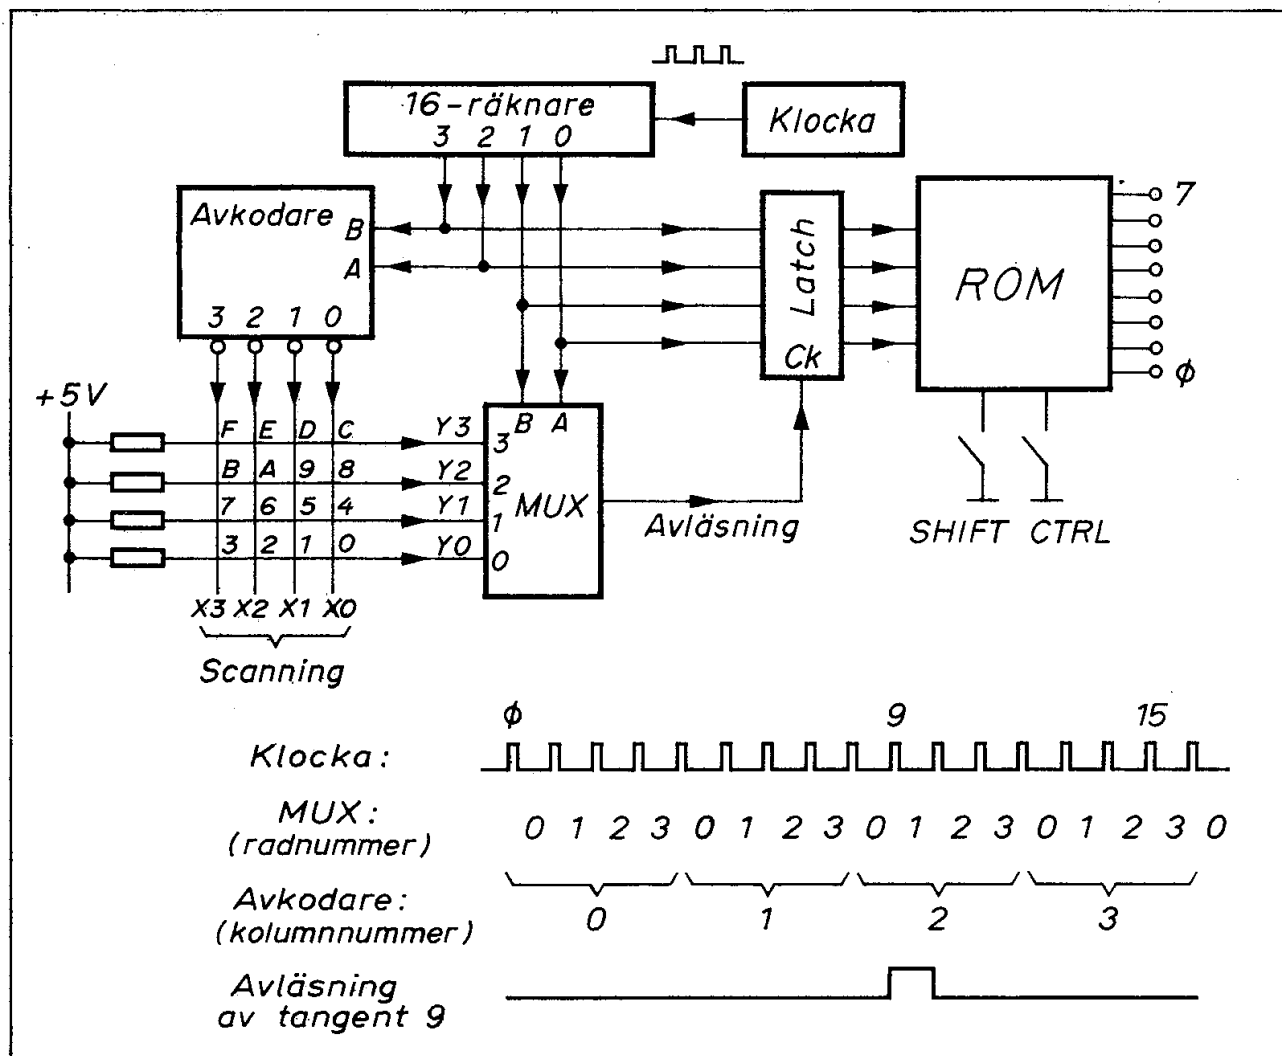 16-räknare
3 2 1 0
Klocka
Avkodare
B
A
3 2 1 0
Latch
Ck
ROM
7
ϕ
+5V
F E D C
B A 9 8
7 6 5 4
3 2 1 0
Y3
Y2
Y1
Y0
B A
3
2
1
0
MUX
Avläsning
SHIFT CTRL
X3 X2 X1 X0
Scanning
ϕ 9 15
Klocka:
MUX: 0 1 2 3 0 1 2 3 0 1 2 3 0 1 2 3 0
(radnummer)
Avkodare: 0 1 2 3
(kolumnnummer)
Avläsning
av tangent 9